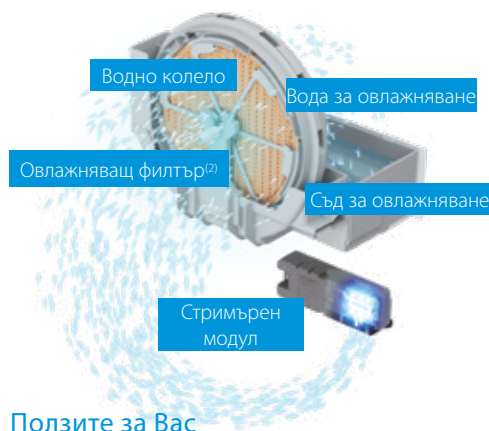 Водно колело
Вода за овлажняване
Овлажняващ филтър⁽²⁾
Съд за овлажняване
Стримърен
модул
Ползите за Вас